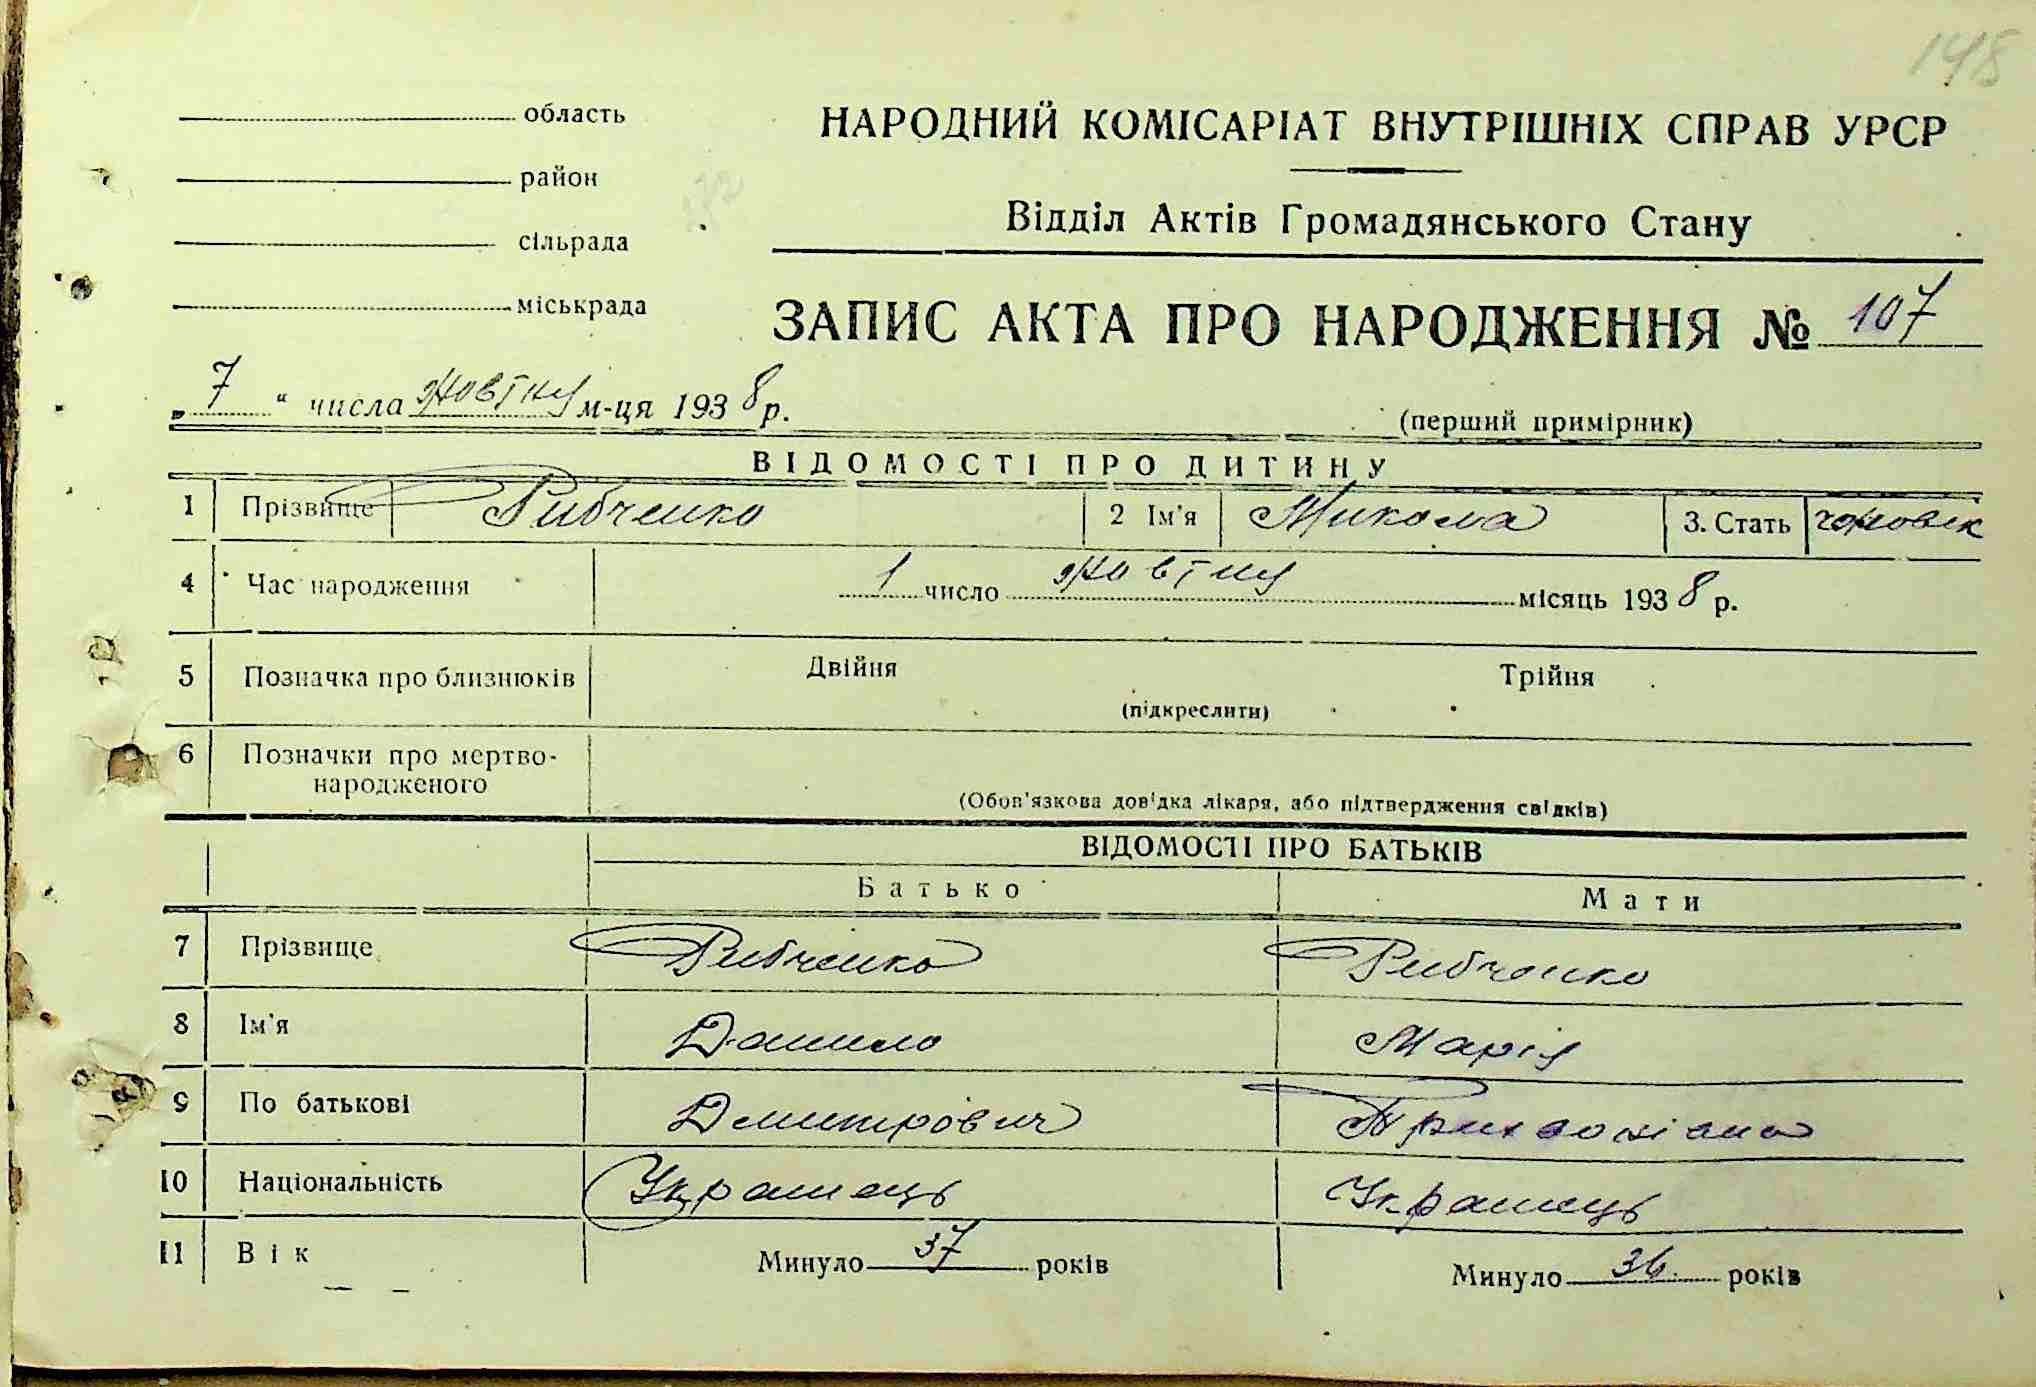 148
область
район
сільрада
міськрада
НАРОДНИЙ КОМІСАРІАТ ВНУТРІШНІХ СПРАВ УРСР
Відділ Актів Громадянського Стану
ЗАПИС АКТА ПРО НАРОДЖЕННЯ № 107
„ 7 “ числа жовтня м-ця 1938 р.
(перший примірник)
ВІДОМОСТІ ПРО ДИТИНУ
1 Прізвище Рибченко 2 Ім'я Микола 3. Стать чоловік
4 Час народження 1 число жовтня місяць 1938 р.
5 Позначка про близнюків Двійня Трійня
(підкреслити)
6 Позначки про мертво-
народженого
(Обов'язкова довідка лікаря, або підтвердження свідків)
ВІДОМОСТІ ПРО БАТЬКІВ
Батько Мати
7 Прізвище Рибченко Рибченко
8 Ім'я Данило Марія
9 По батькові Дмитрович
10 Національність Украинець Украинець
11 Вік Минуло 37 років Минуло 36 років